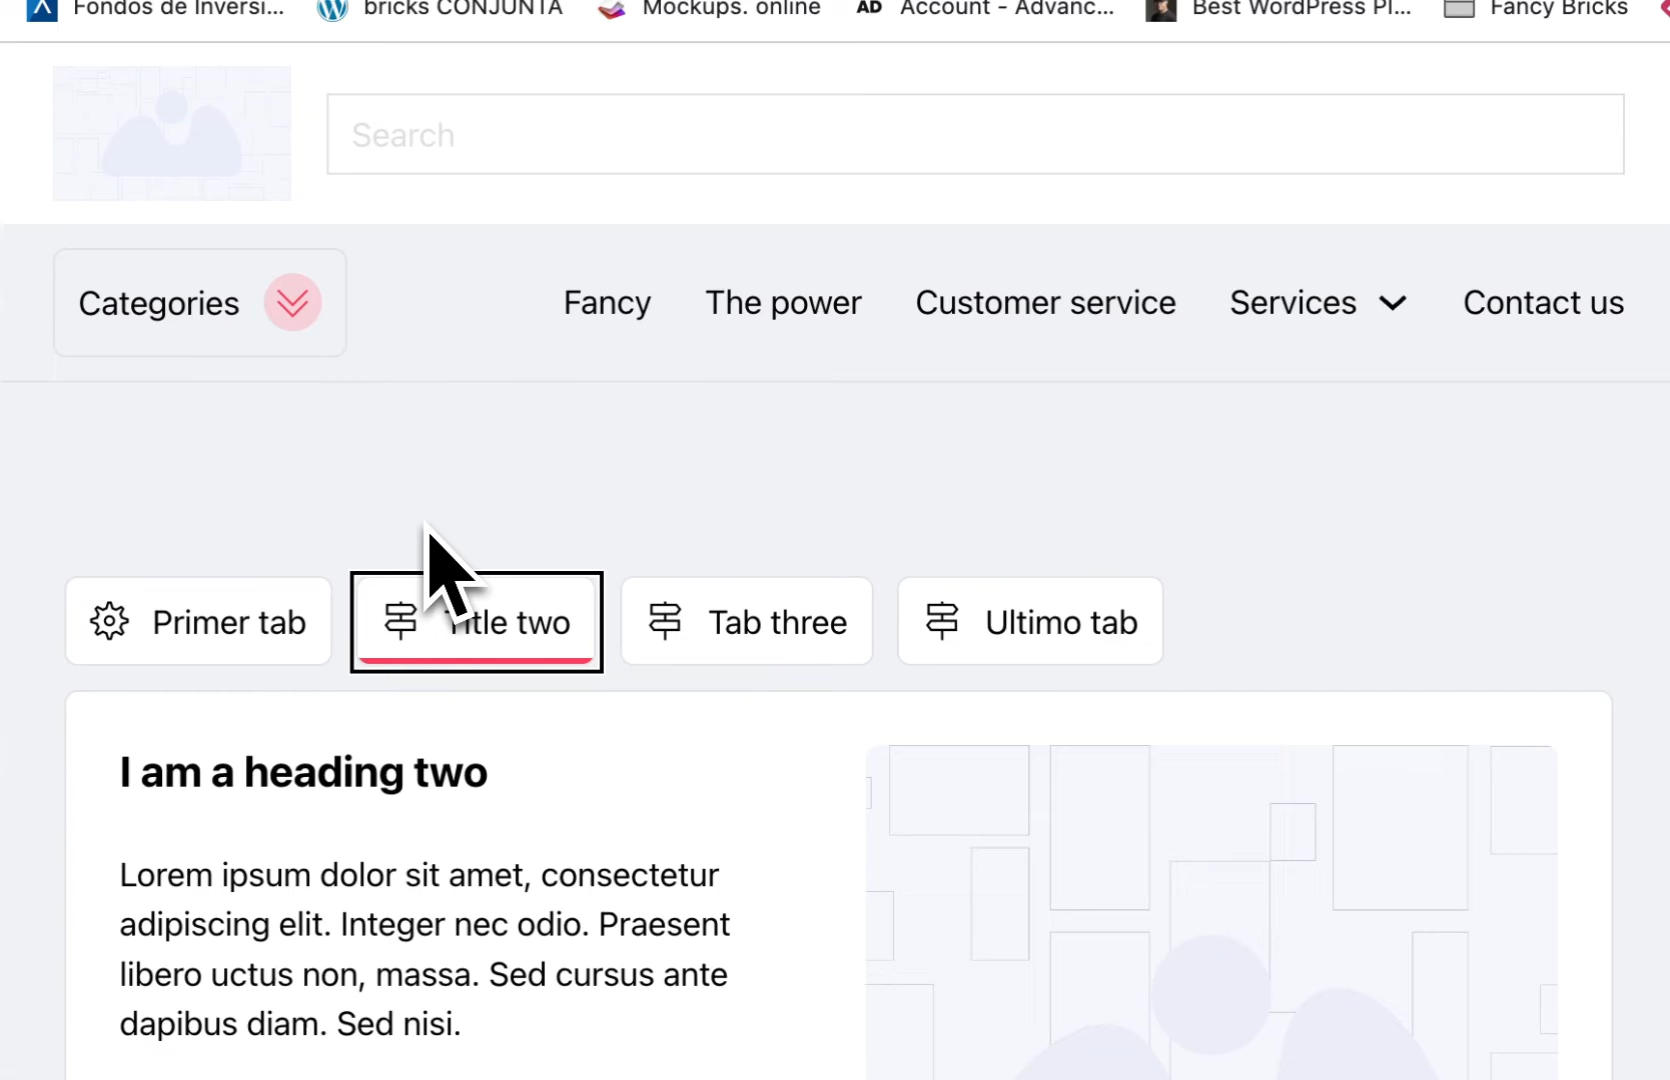 Fondos de Inversi...
bricks CONJUNTA
Mockups. online
AD Account - Advanc...
Best WordPress Pl...
Fancy Bricks
Search
Categories
Fancy
The power
Customer service
Services
Contact us
Primer tab
Title two
Tab three
Ultimo tab
I am a heading two
Lorem ipsum dolor sit amet, consectetur
adipiscing elit. Integer nec odio. Praesent
libero uctus non, massa. Sed cursus ante
dapibus diam. Sed nisi.